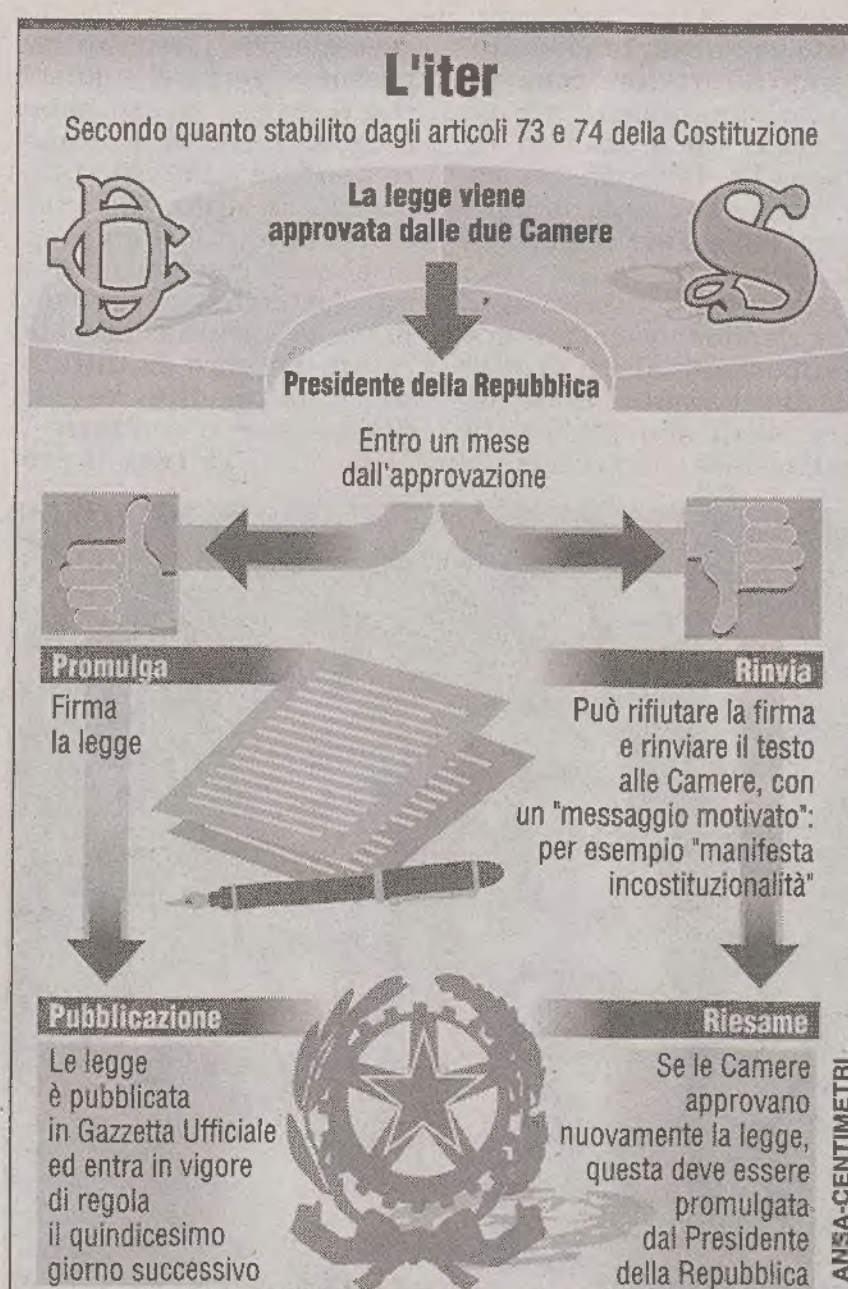 L'iter
Secondo quanto stabilito dagli articoli 73 e 74 della Costituzione
La legge viene
approvata dalle due Camere
Presidente della Repubblica
Entro un mese
dall'approvazione
Promulga
Firma
la legge
Rinvia
Può rifiutare la firma
e rinviare il testo
alle Camere, con
un "messaggio motivato":
per esempio "manifesta
incostituzionalità"
Pubblicazione
Le legge
è pubblicata
in Gazzetta Ufficiale
ed entra in vigore
di regola
il quindicesimo
giorno successivo
Riesame
Se le Camere
approvano
nuovamente la legge,
questa deve essere
promulgata
dal Presidente
della Repubblica
ANSA-CENTIMETRI